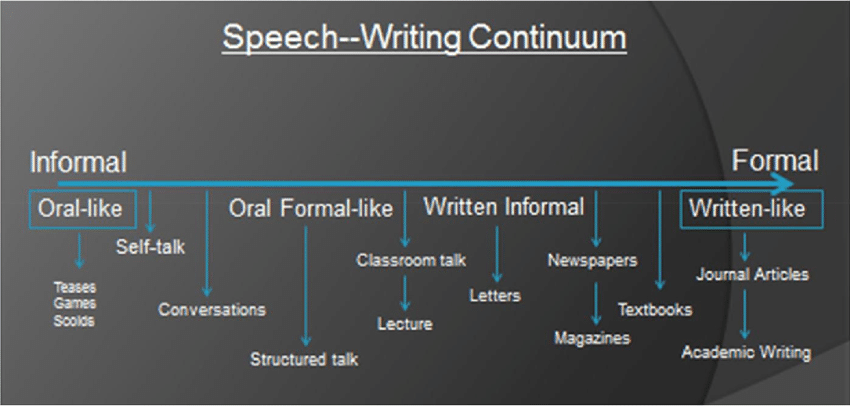 Speech--Writing Continuum
Informal
Formal
Oral-like
Oral Formal-like
Written Informal
Written-like
Self-talk
Classroom talk
Newspapers
Journal Articles
Teases
Games
Scolds
Conversations
Letters
Textbooks
Lecture
Magazines
Structured talk
Academic Writing